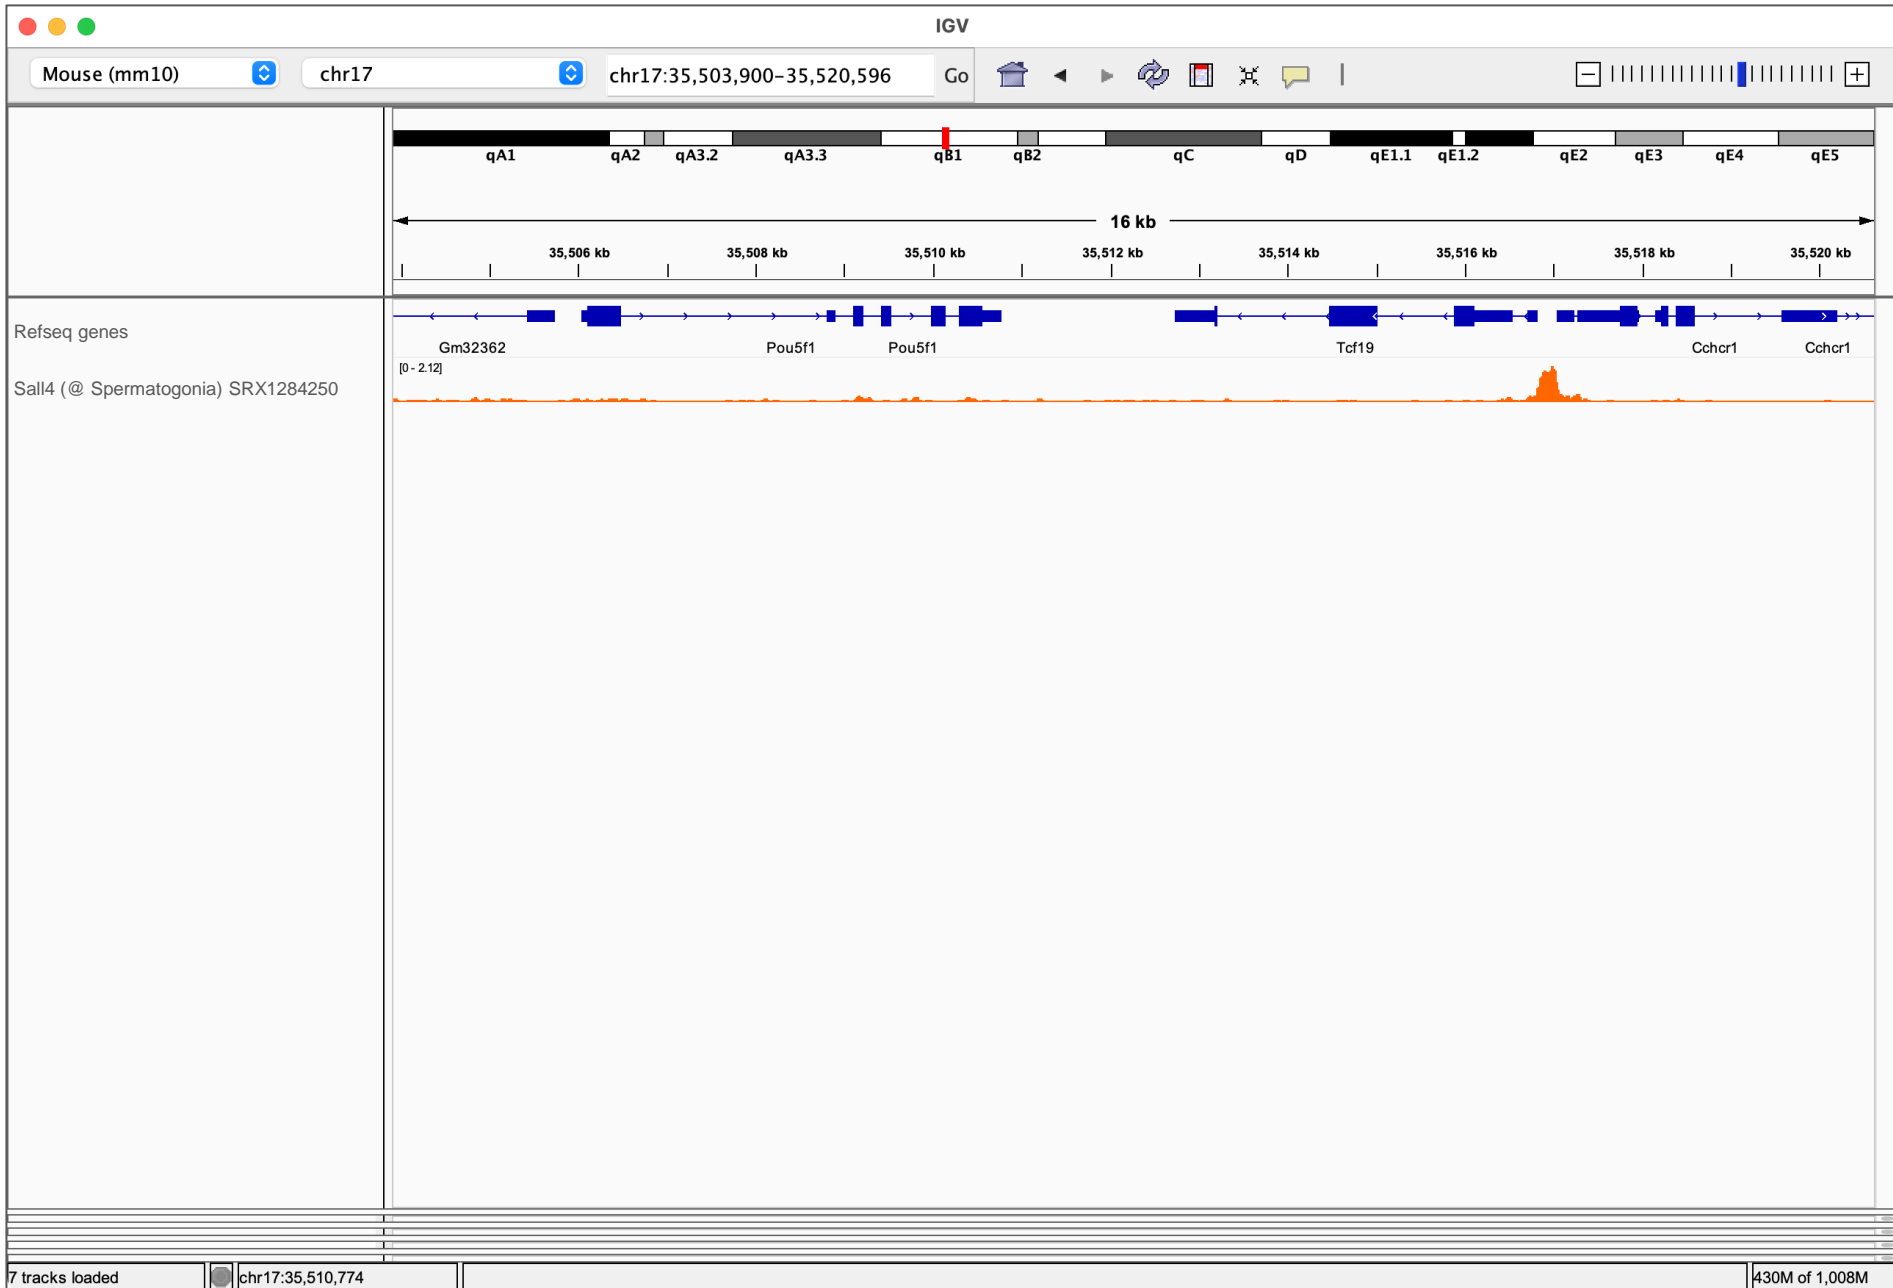 IGV
Mouse (mm10) chr17 chr17:35,503,900-35,520,596 Go
qA1 qA2 qA3.2 qA3.3 qB1 qB2 qC qD qE1.1 qE1.2 qE2 qE3 qE4 qE5
16 kb
35,506 kb 35,508 kb 35,510 kb 35,512 kb 35,514 kb 35,516 kb 35,518 kb 35,520 kb
Refseq genes
Gm32362 Pou5f1 Pou5f1 Tcf19 Cchcr1 Cchcr1
[0 - 2.12]
Sall4 (@ Spermatogonia) SRX1284250
7 tracks loaded chr17:35,510,774 430M of 1,008M